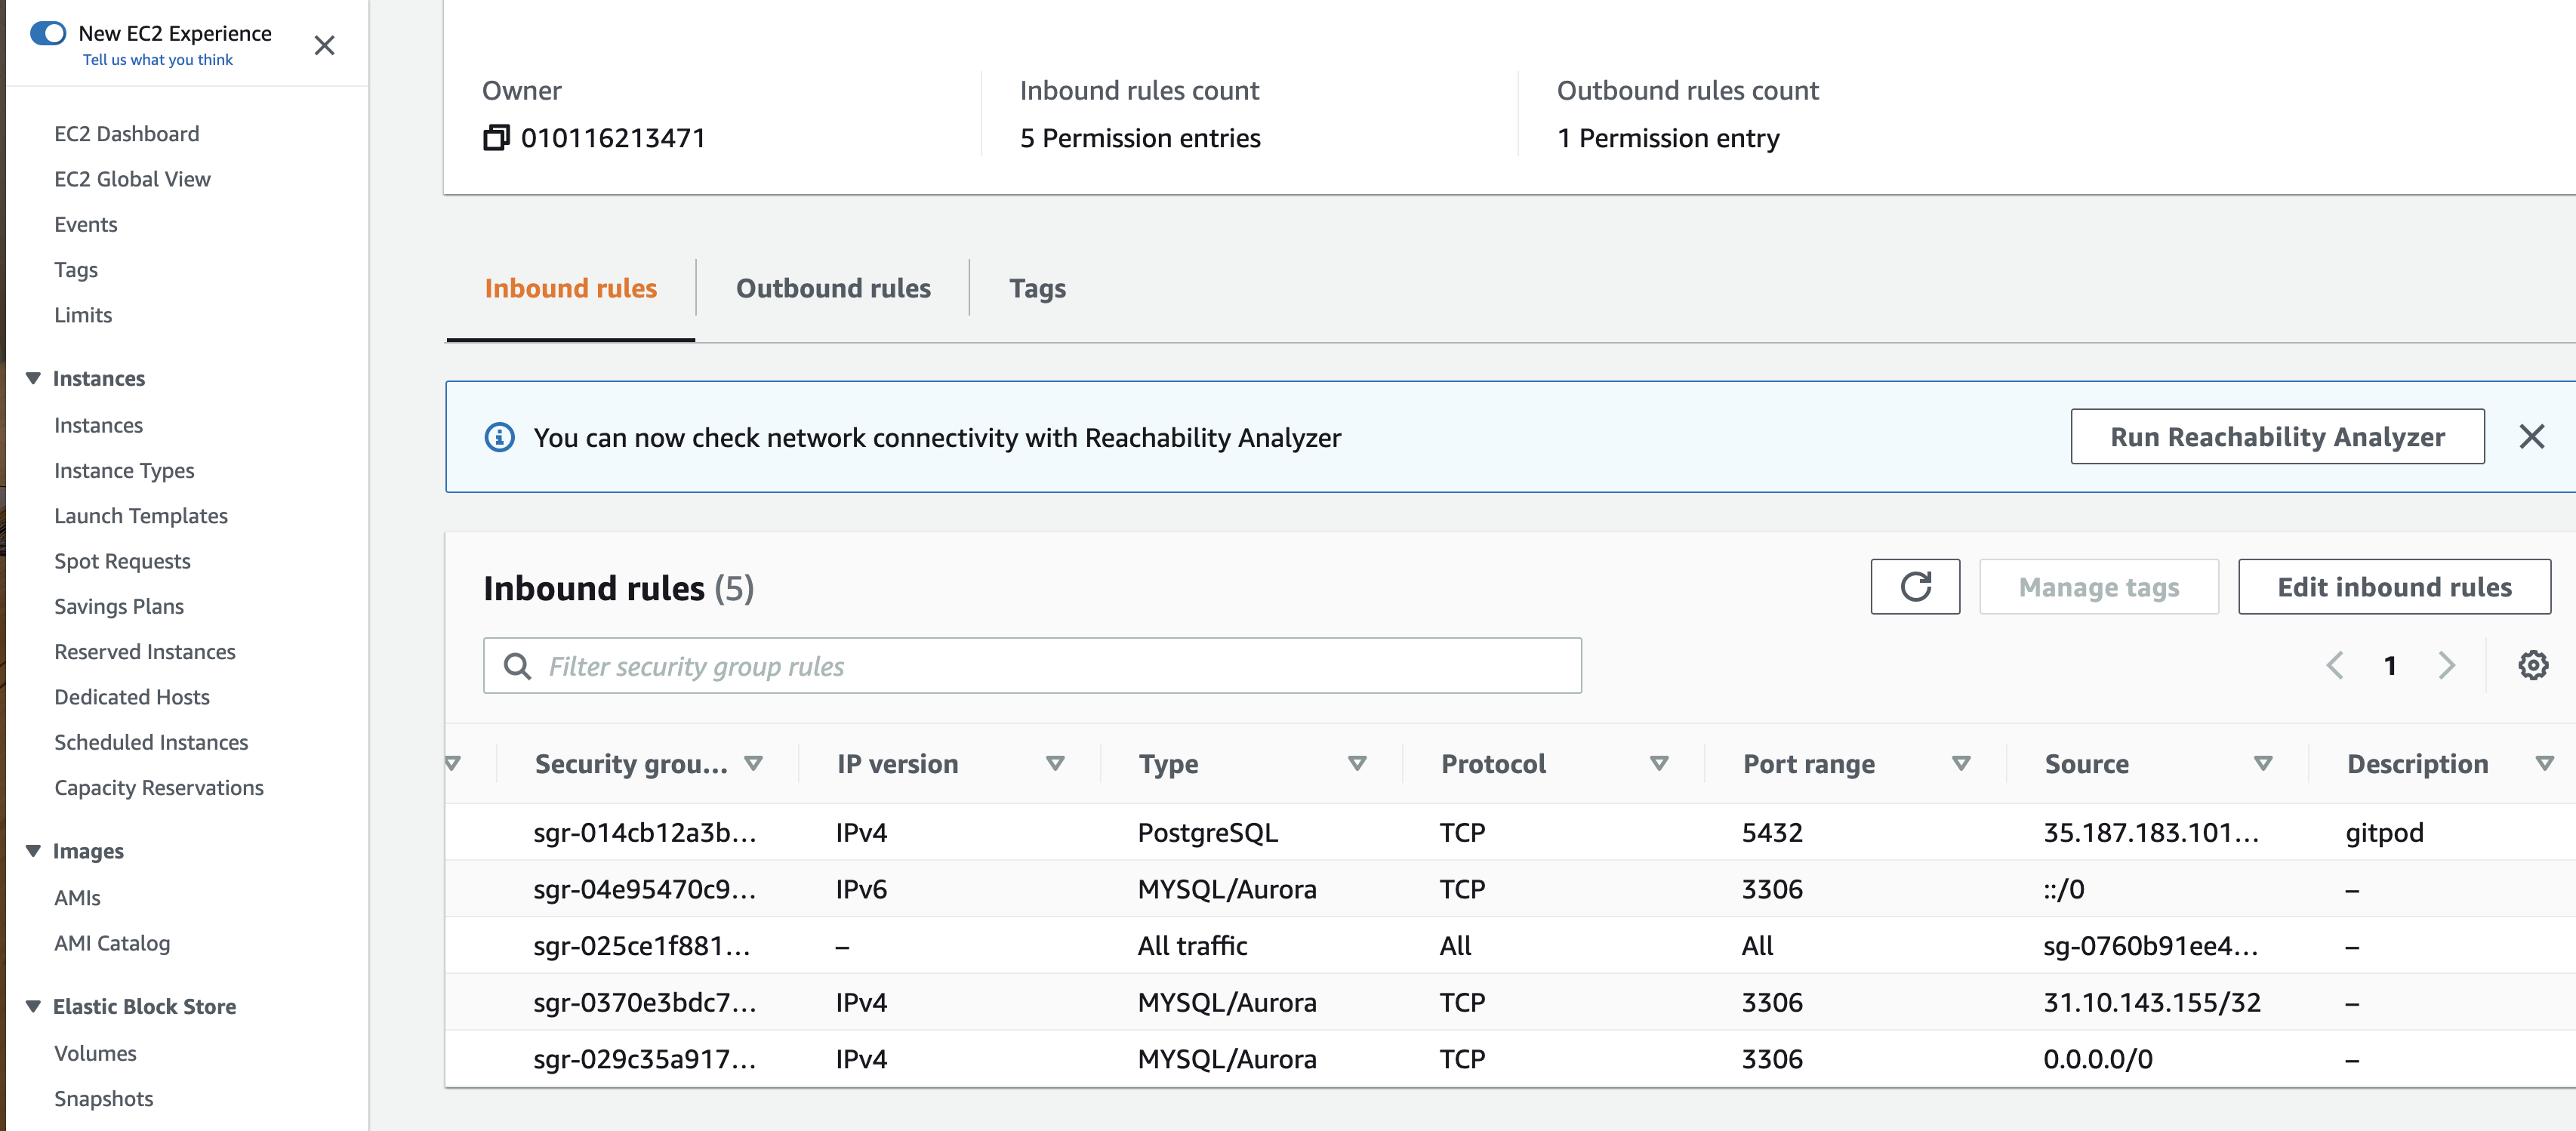 New EC2 Experience
Tell us what you think
EC2 Dashboard
EC2 Global View
Events
Tags
Limits
Instances
Instances
Instance Types
Launch Templates
Spot Requests
Savings Plans
Reserved Instances
Dedicated Hosts
Scheduled Instances
Capacity Reservations
Images
AMIs
AMI Catalog
Elastic Block Store
Volumes
Snapshots
Owner
010116213471
Inbound rules count
5 Permission entries
Outbound rules count
1 Permission entry
Inbound rules Outbound rules Tags
You can now check network connectivity with Reachability Analyzer Run Reachability Analyzer
Inbound rules (5) Manage tags Edit inbound rules
Filter security group rules 1
Security grou... IP version Type Protocol Port range Source Description
sgr-014cb12a3b... IPv4 PostgreSQL TCP 5432 35.187.183.101... gitpod
sgr-04e95470c9... IPv6 MYSQL/Aurora TCP 3306 ::/0 –
sgr-025ce1f881... – All traffic All All sg-0760b91ee4... –
sgr-0370e3bdc7... IPv4 MYSQL/Aurora TCP 3306 31.10.143.155/32 –
sgr-029c35a917... IPv4 MYSQL/Aurora TCP 3306 0.0.0.0/0 –